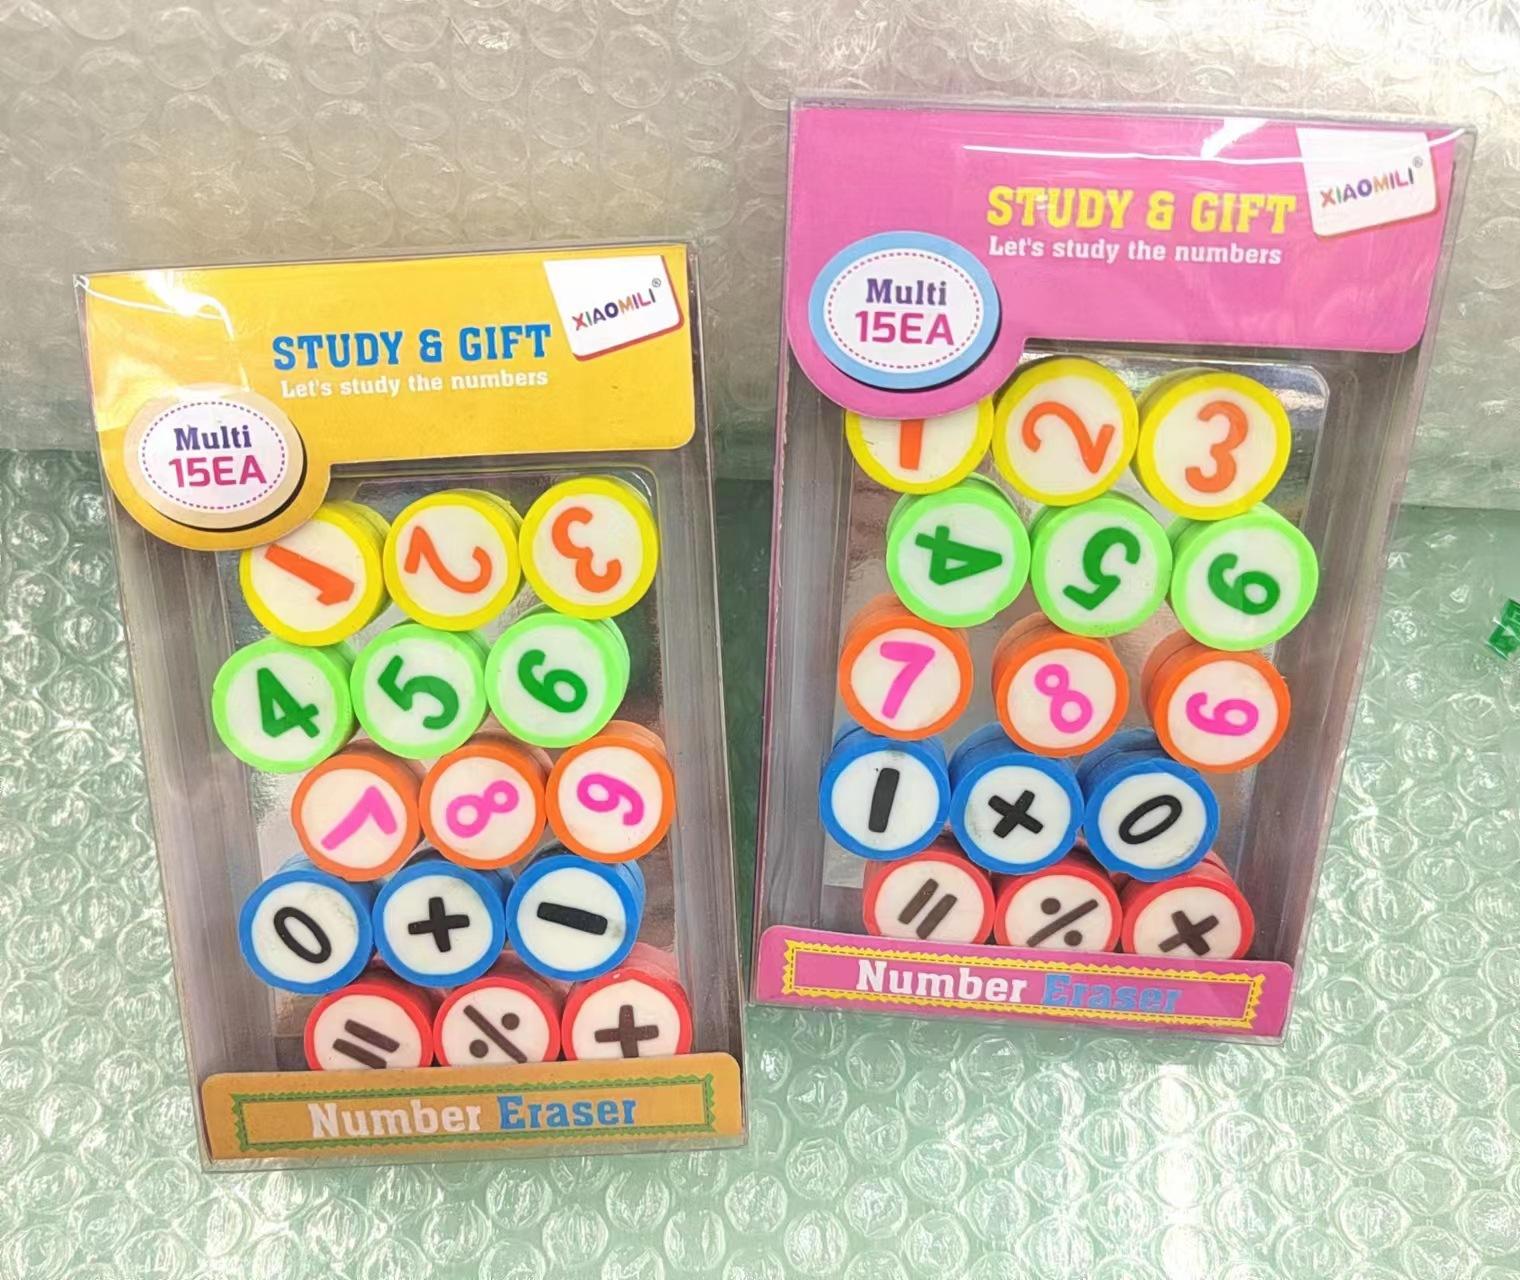 XIAOMILI®
STUDY & GIFT
Let's study the numbers
Multi
15EA
1 2 3
4 5 6
7 8 9
0 + -
= ÷ ×
Number Eraser
XIAOMILI®
STUDY & GIFT
Let's study the numbers
Multi
15EA
1 2 3
4 5 6
7 8 9
- + 0
= ÷ ×
Number Eraser